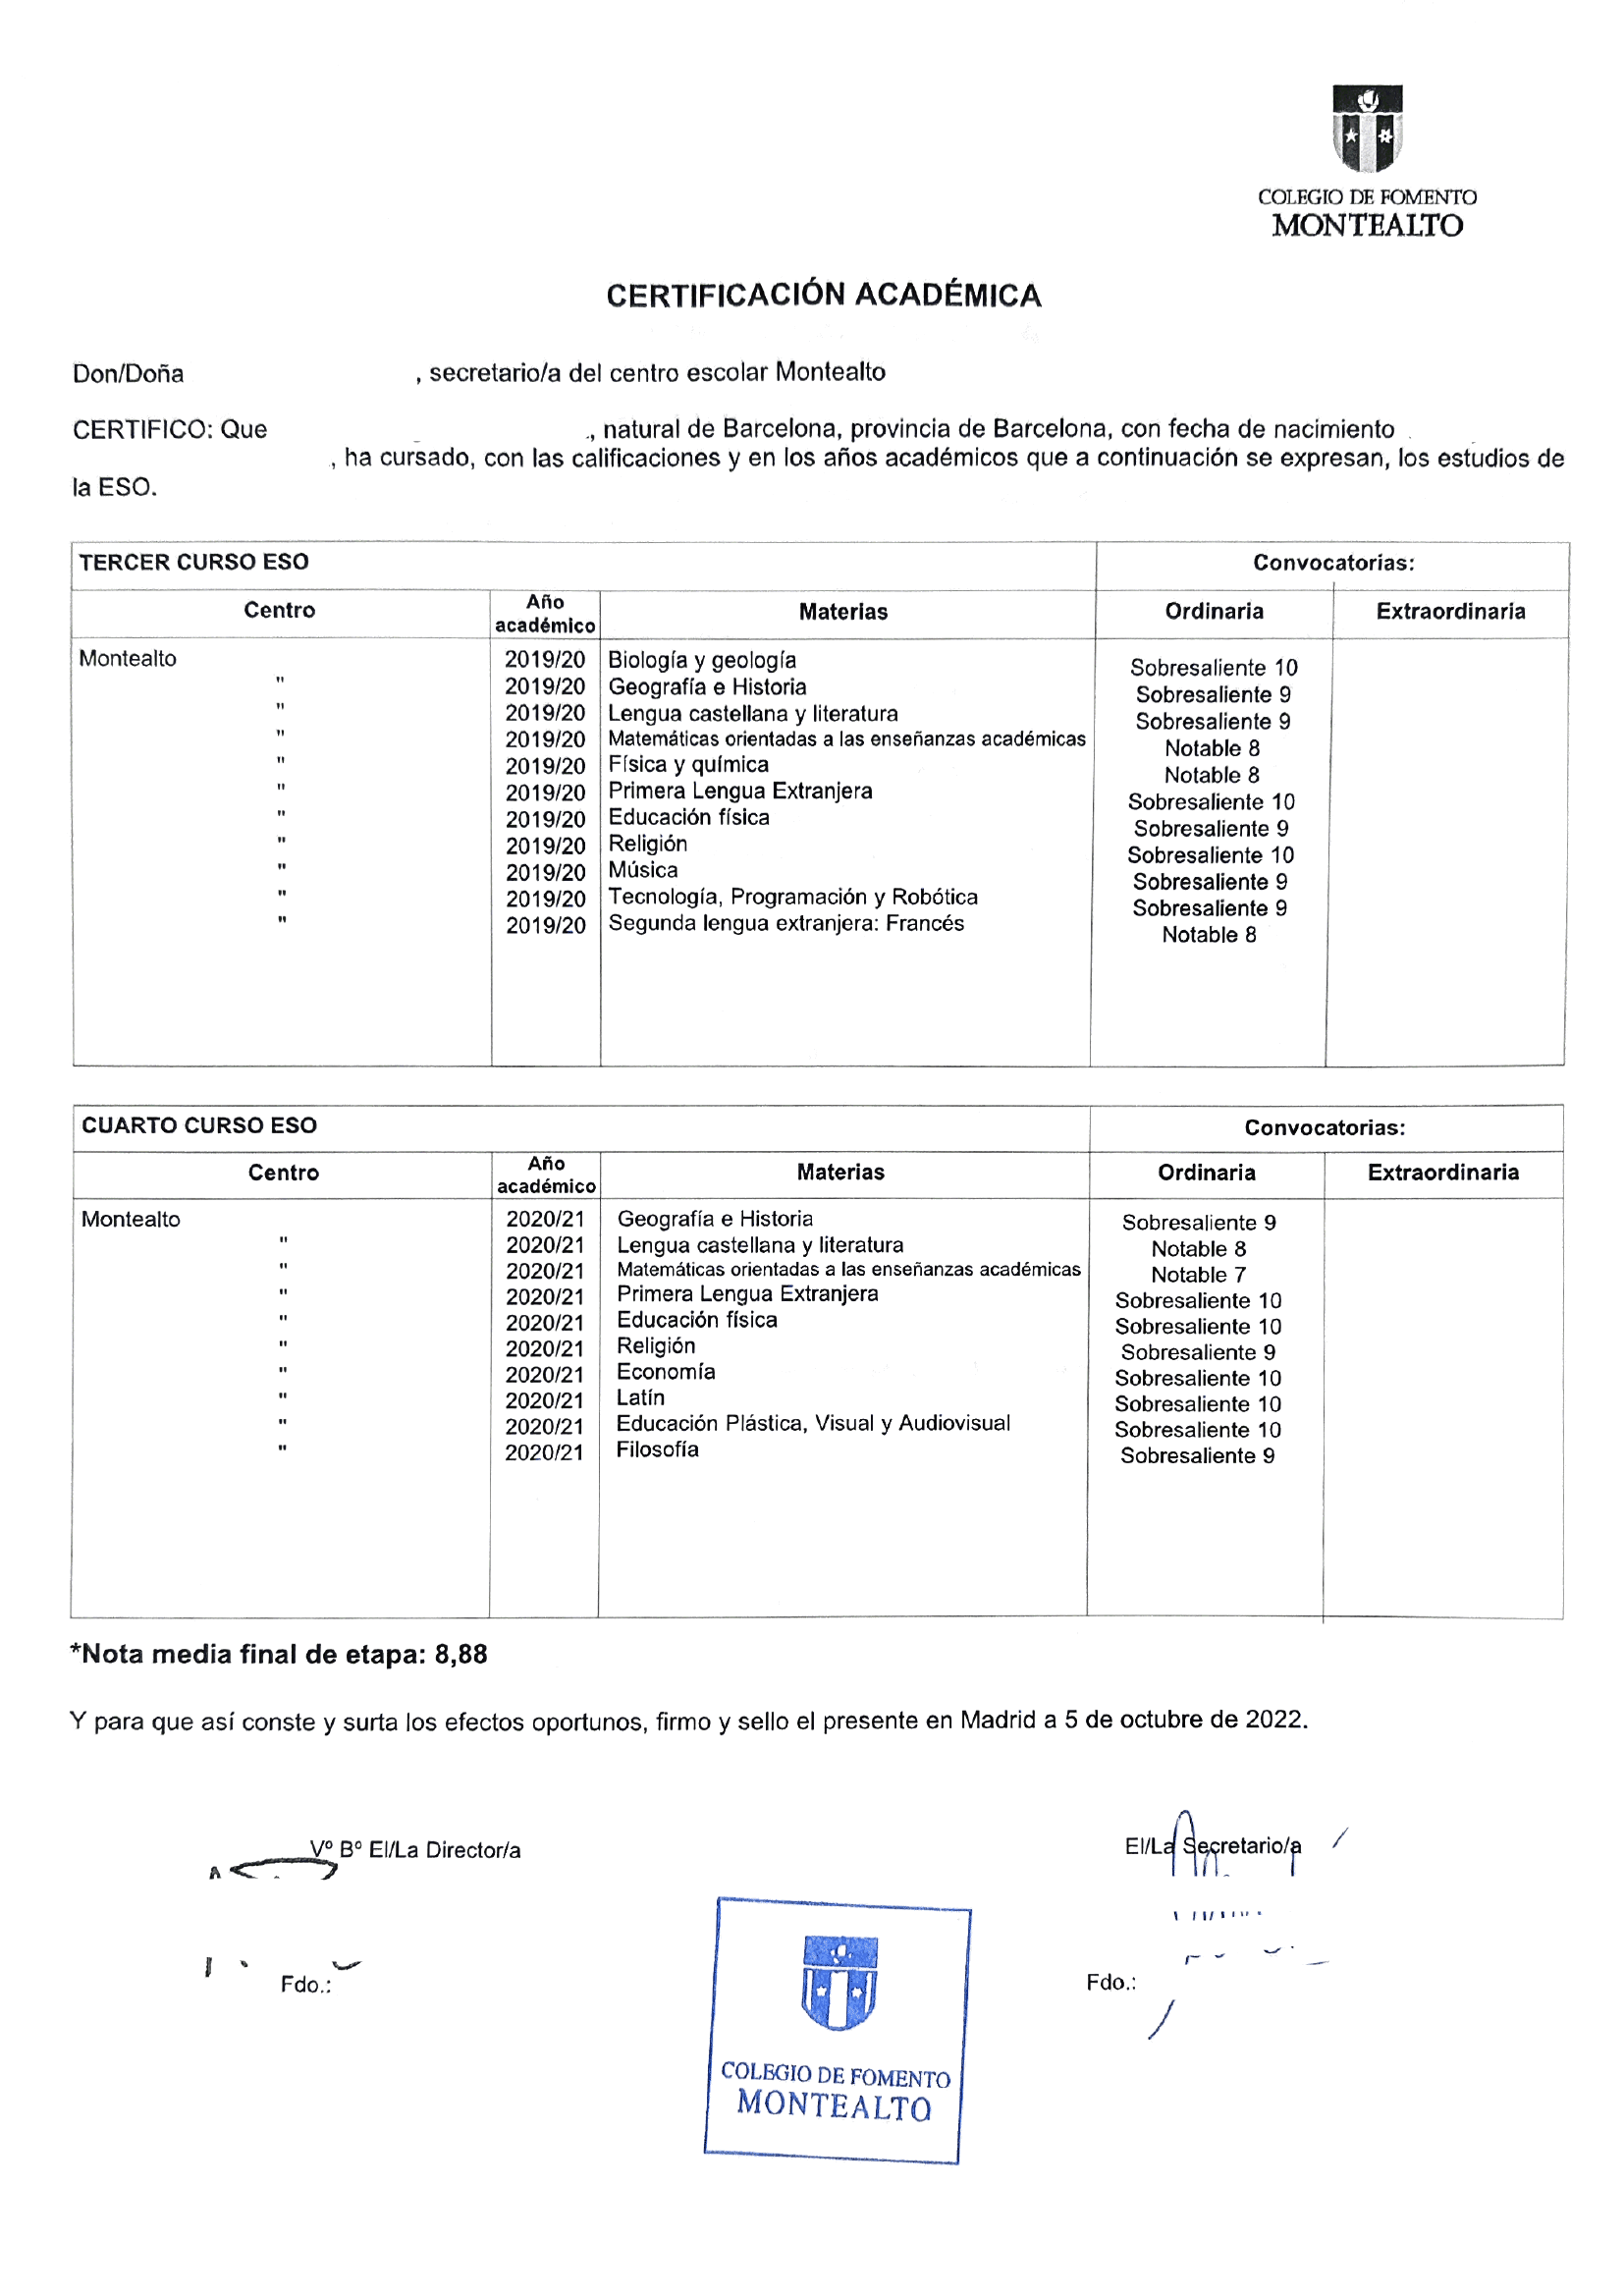 COLEGIO DE FOMENTO
MONTEALTO
CERTIFICACIÓN ACADÉMICA
Don/Doña , secretario/a del centro escolar Montealto
CERTIFICO: Que , natural de Barcelona, provincia de Barcelona, con fecha de nacimiento
, ha cursado, con las calificaciones y en los años académicos que a continuación se expresan, los estudios de
la ESO.
TERCER CURSO ESO Convocatorias:
Centro Año académico Materias Ordinaria Extraordinaria
Montealto 2019/20 Biología y geología Sobresaliente 10
" 2019/20 Geografía e Historia Sobresaliente 9
" 2019/20 Lengua castellana y literatura Sobresaliente 9
" 2019/20 Matemáticas orientadas a las enseñanzas académicas Notable 8
" 2019/20 Física y química Notable 8
" 2019/20 Primera Lengua Extranjera Sobresaliente 10
" 2019/20 Educación física Sobresaliente 9
" 2019/20 Religión Sobresaliente 10
" 2019/20 Música Sobresaliente 9
" 2019/20 Tecnología, Programación y Robótica Sobresaliente 9
" 2019/20 Segunda lengua extranjera: Francés Notable 8
CUARTO CURSO ESO Convocatorias:
Centro Año académico Materias Ordinaria Extraordinaria
Montealto 2020/21 Geografía e Historia Sobresaliente 9
" 2020/21 Lengua castellana y literatura Notable 8
" 2020/21 Matemáticas orientadas a las enseñanzas académicas Notable 7
" 2020/21 Primera Lengua Extranjera Sobresaliente 10
" 2020/21 Educación física Sobresaliente 10
" 2020/21 Religión Sobresaliente 9
" 2020/21 Economía Sobresaliente 10
" 2020/21 Latín Sobresaliente 10
" 2020/21 Educación Plástica, Visual y Audiovisual Sobresaliente 10
" 2020/21 Filosofía Sobresaliente 9
*Nota media final de etapa: 8,88
Y para que así conste y surta los efectos oportunos, firmo y sello el presente en Madrid a 5 de octubre de 2022.
Vº Bº El/La Director/a El/La Secretario/a
Fdo.: Fdo.:
COLEGIO DE FOMENTO
MONTEALTO